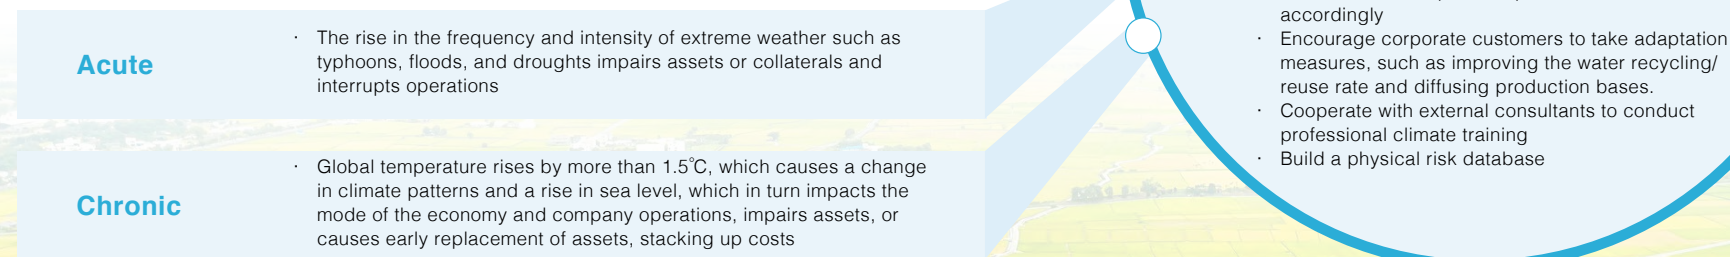 Acute
· The rise in the frequency and intensity of extreme weather such as
typhoons, floods, and droughts impairs assets or collaterals and
interrupts operations
Chronic
· Global temperature rises by more than 1.5℃, which causes a change
in climate patterns and a rise in sea level, which in turn impacts the
mode of the economy and company operations, impairs assets, or
causes early replacement of assets, stacking up costs
accordingly
· Encourage corporate customers to take adaptation
measures, such as improving the water recycling/
reuse rate and diffusing production bases.
· Cooperate with external consultants to conduct
professional climate training
· Build a physical risk database